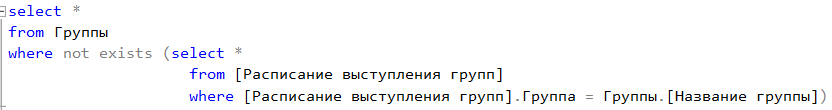 select *
from Группы
where not exists (select *
from [Расписание выступления групп]
where [Расписание выступления групп].Группа = Группы.[Название группы])